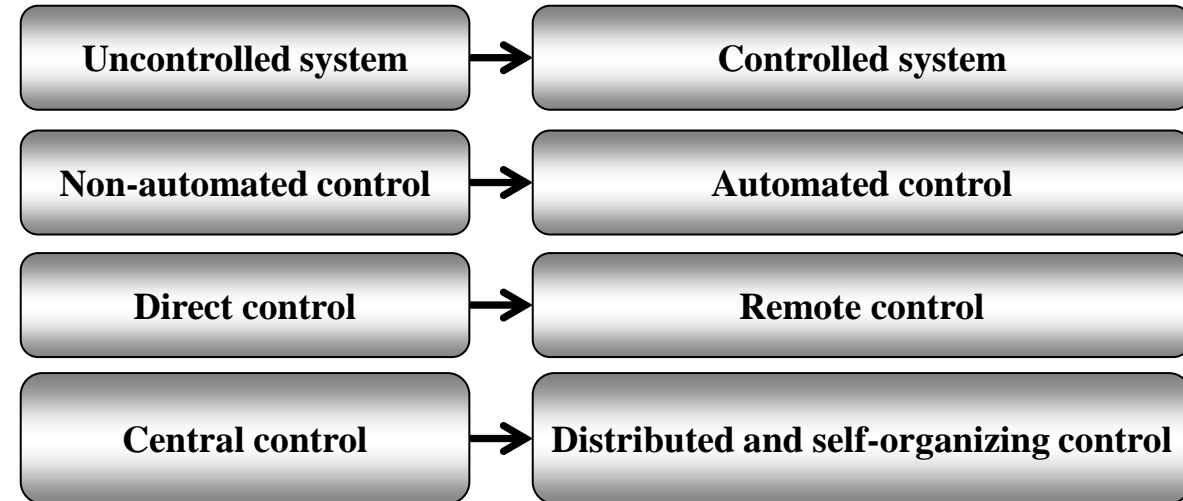 Uncontrolled system
Controlled system
Non-automated control
Automated control
Direct control
Remote control
Central control
Distributed and self-organizing control